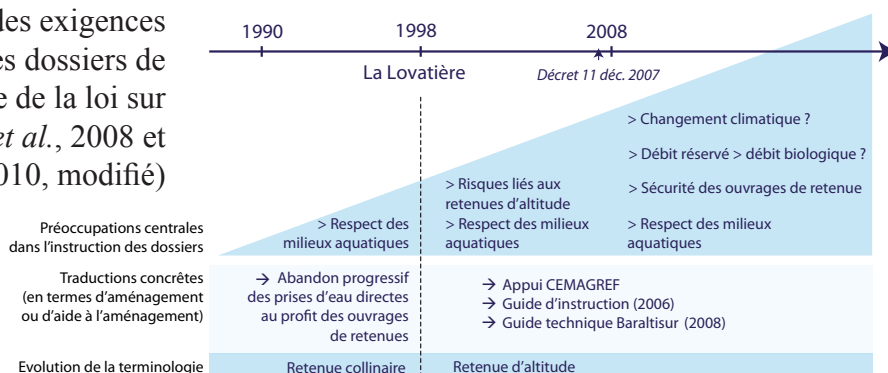 des exigences
es dossiers de
e de la loi sur
et al., 2008 et
010, modifié)
1990 1998 2008
La Lovatière Décret 11 déc. 2007
> Changement climatique ?
> Débit réservé > débit biologique ?
> Sécurité des ouvrages de retenue
> Respect des milieux
aquatiques
> Risques liés aux
retenues d'altitude
> Respect des milieux
aquatiques
> Respect des
milieux aquatiques
Préoccupations centrales
dans l'instruction des dossiers
Traductions concrètes
(en termes d'aménagement
ou d'aide à l'aménagement)
→ Abandon progressif
des prises d'eau directes
au profit des ouvrages
de retenues
→ Appui CEMAGREF
→ Guide d'instruction (2006)
→ Guide technique Baraltisur (2008)
Evolution de la terminologie
Retenue collinaire
Retenue d'altitude